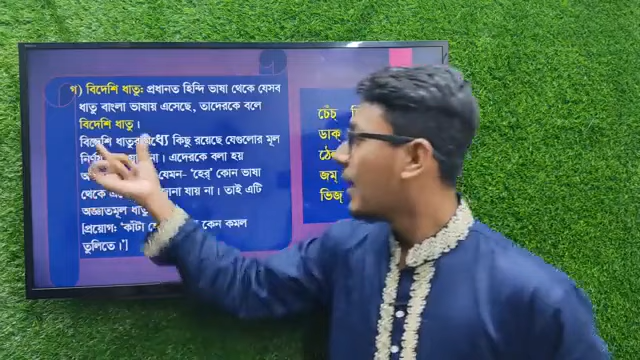 গ) বিদেশি ধাতু: প্রধানত হিন্দি ভাষা থেকে যেসব
ধাতু বাংলা ভাষায় এসেছে, তাদেরকে বলে
বিদেশি ধাতু।
বিদেশি ধাতুর মধ্যে কিছু রয়েছে যেগুলোর মূল
না। এদেরকে বলা হয়
যেমন- ‘হের্’ কোন ভাষা
থেকে জানা যায় না। তাই এটি
অজ্ঞাতমূল ধাতু
[প্রয়োগ: ‘কাঁটা কেন কমল
তুলিতে।’]
চেঁচ্
ডাক্
জম্
ভিজ্